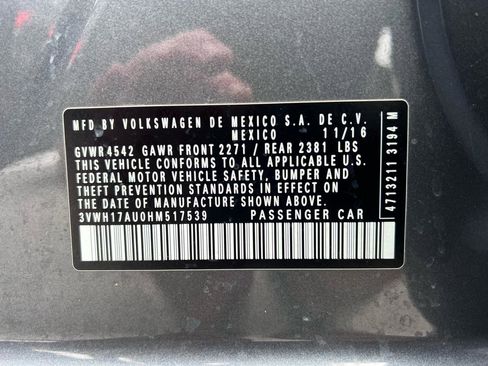 MFD BY VOLKSWAGEN DE MEXICO S.A. DE C.V.
MEXICO 11/16
GVWR4542 GAWR FRONT 2271 / REAR 2381 LBS
THIS VEHICLE CONFORMS TO ALL APPLICABLE U.S.
FEDERAL MOTOR VEHICLE SAFETY, BUMPER AND
THEFT PREVENTION STANDARDS IN EFFECT ON THE
DATE OF MANUFACTURE SHOWN ABOVE.
3VWH17AU0HM517539 PASSENGER CAR
4713211 3194 M